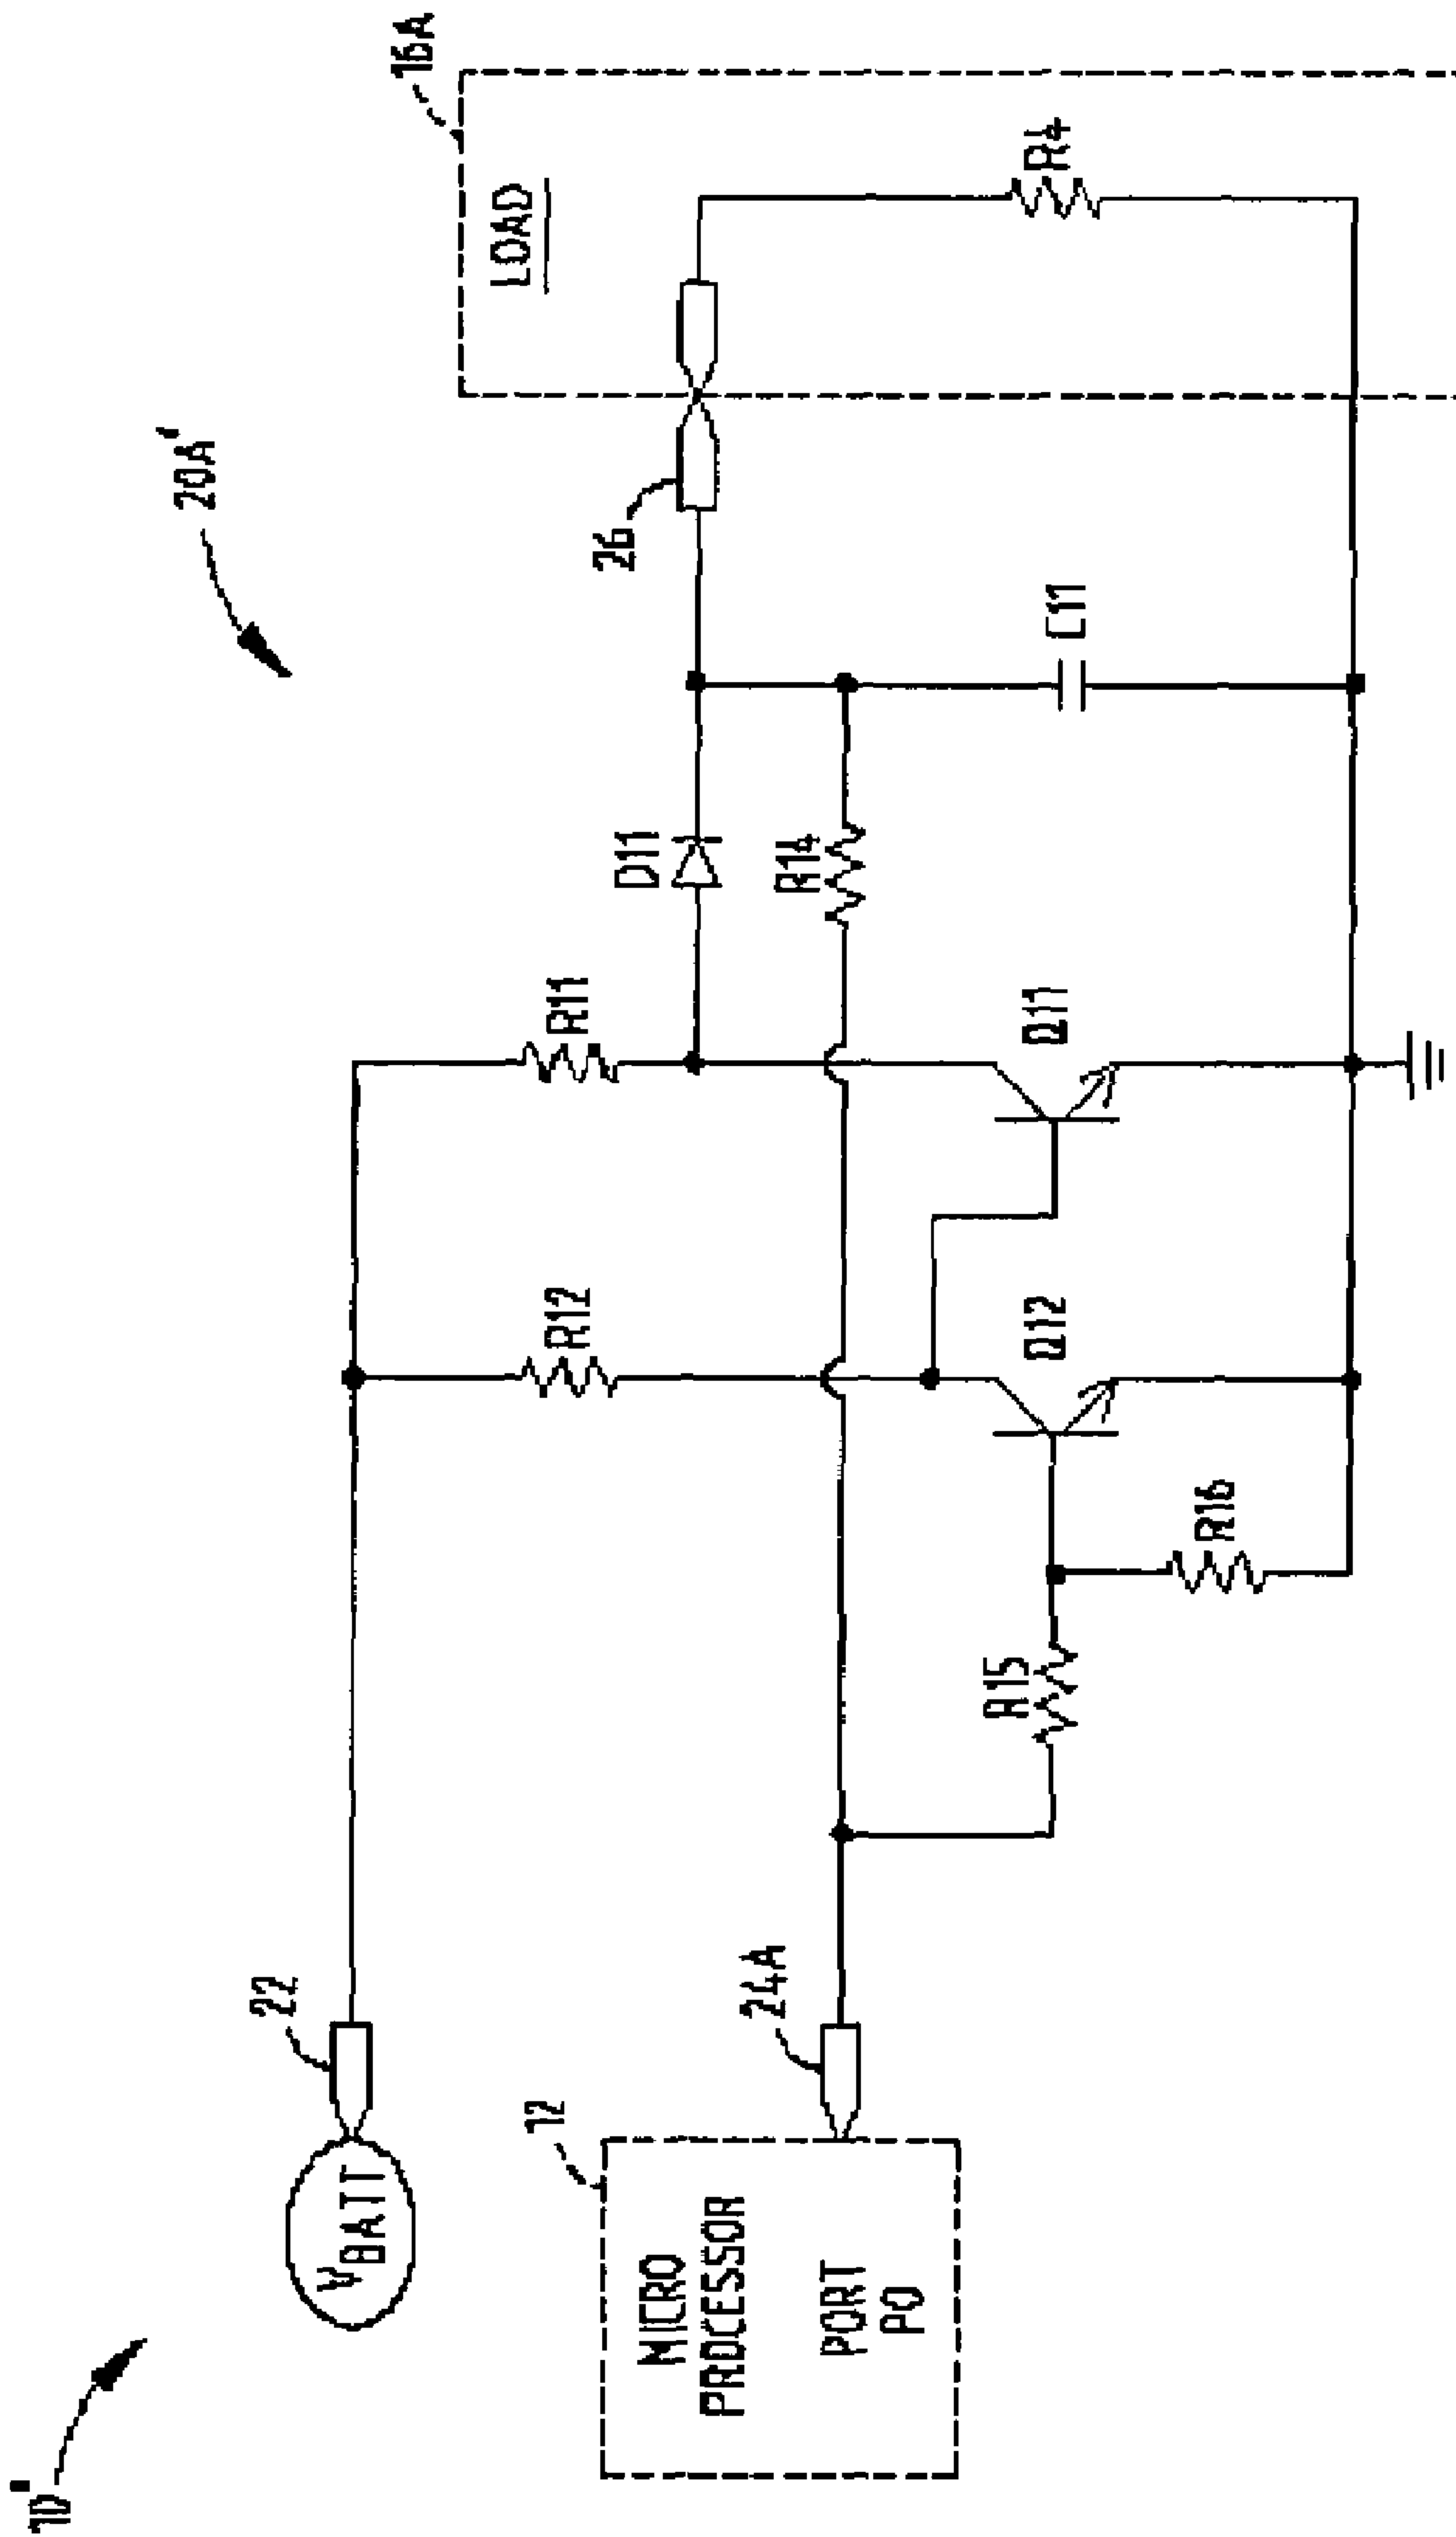 10'
20A'
16A
LOAD
VBATT
22
R12
R11
D11
26
R4
12
MICRO
PROCESSOR
PORT
PO
24A
R14
R15
R16
Q12
Q11
C11